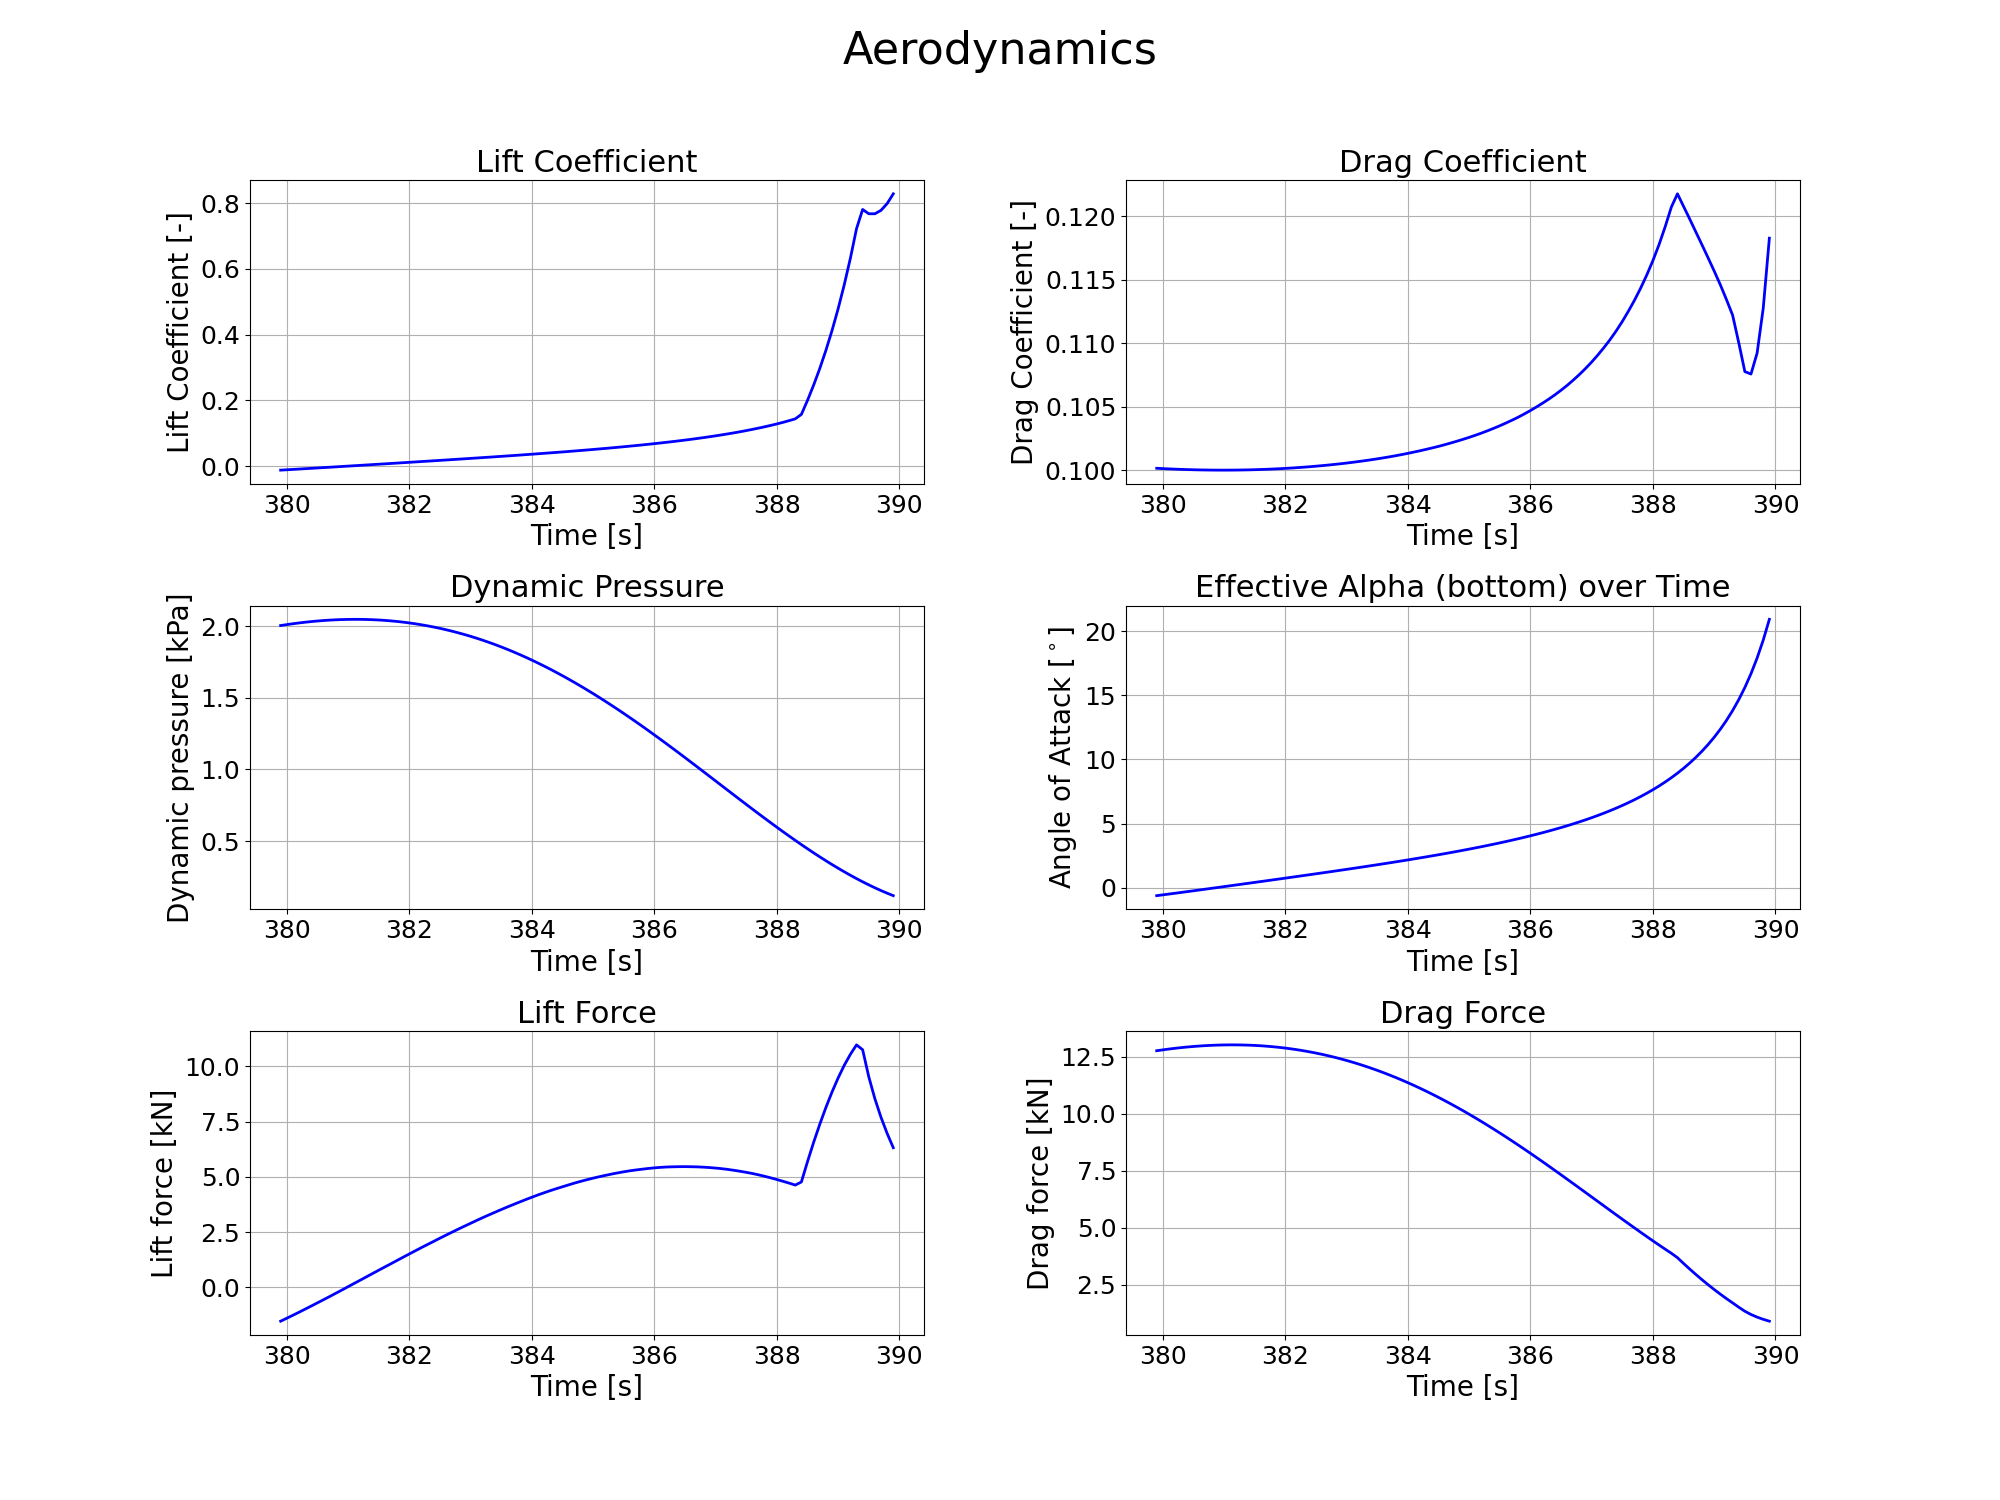 Aerodynamics
Lift Coefficient
Lift Coefficient [-]
0.8
0.6
0.4
0.2
0.0
380 382 384 386 388 390
Time [s]
Drag Coefficient
Drag Coefficient [-]
0.120
0.115
0.110
0.105
0.100
380 382 384 386 388 390
Time [s]
Dynamic Pressure
Dynamic pressure [kPa]
2.0
1.5
1.0
0.5
380 382 384 386 388 390
Time [s]
Effective Alpha (bottom) over Time
Angle of Attack [°]
20
15
10
5
0
380 382 384 386 388 390
Time [s]
Lift Force
Lift force [kN]
10.0
7.5
5.0
2.5
0.0
380 382 384 386 388 390
Time [s]
Drag Force
Drag force [kN]
12.5
10.0
7.5
5.0
2.5
380 382 384 386 388 390
Time [s]